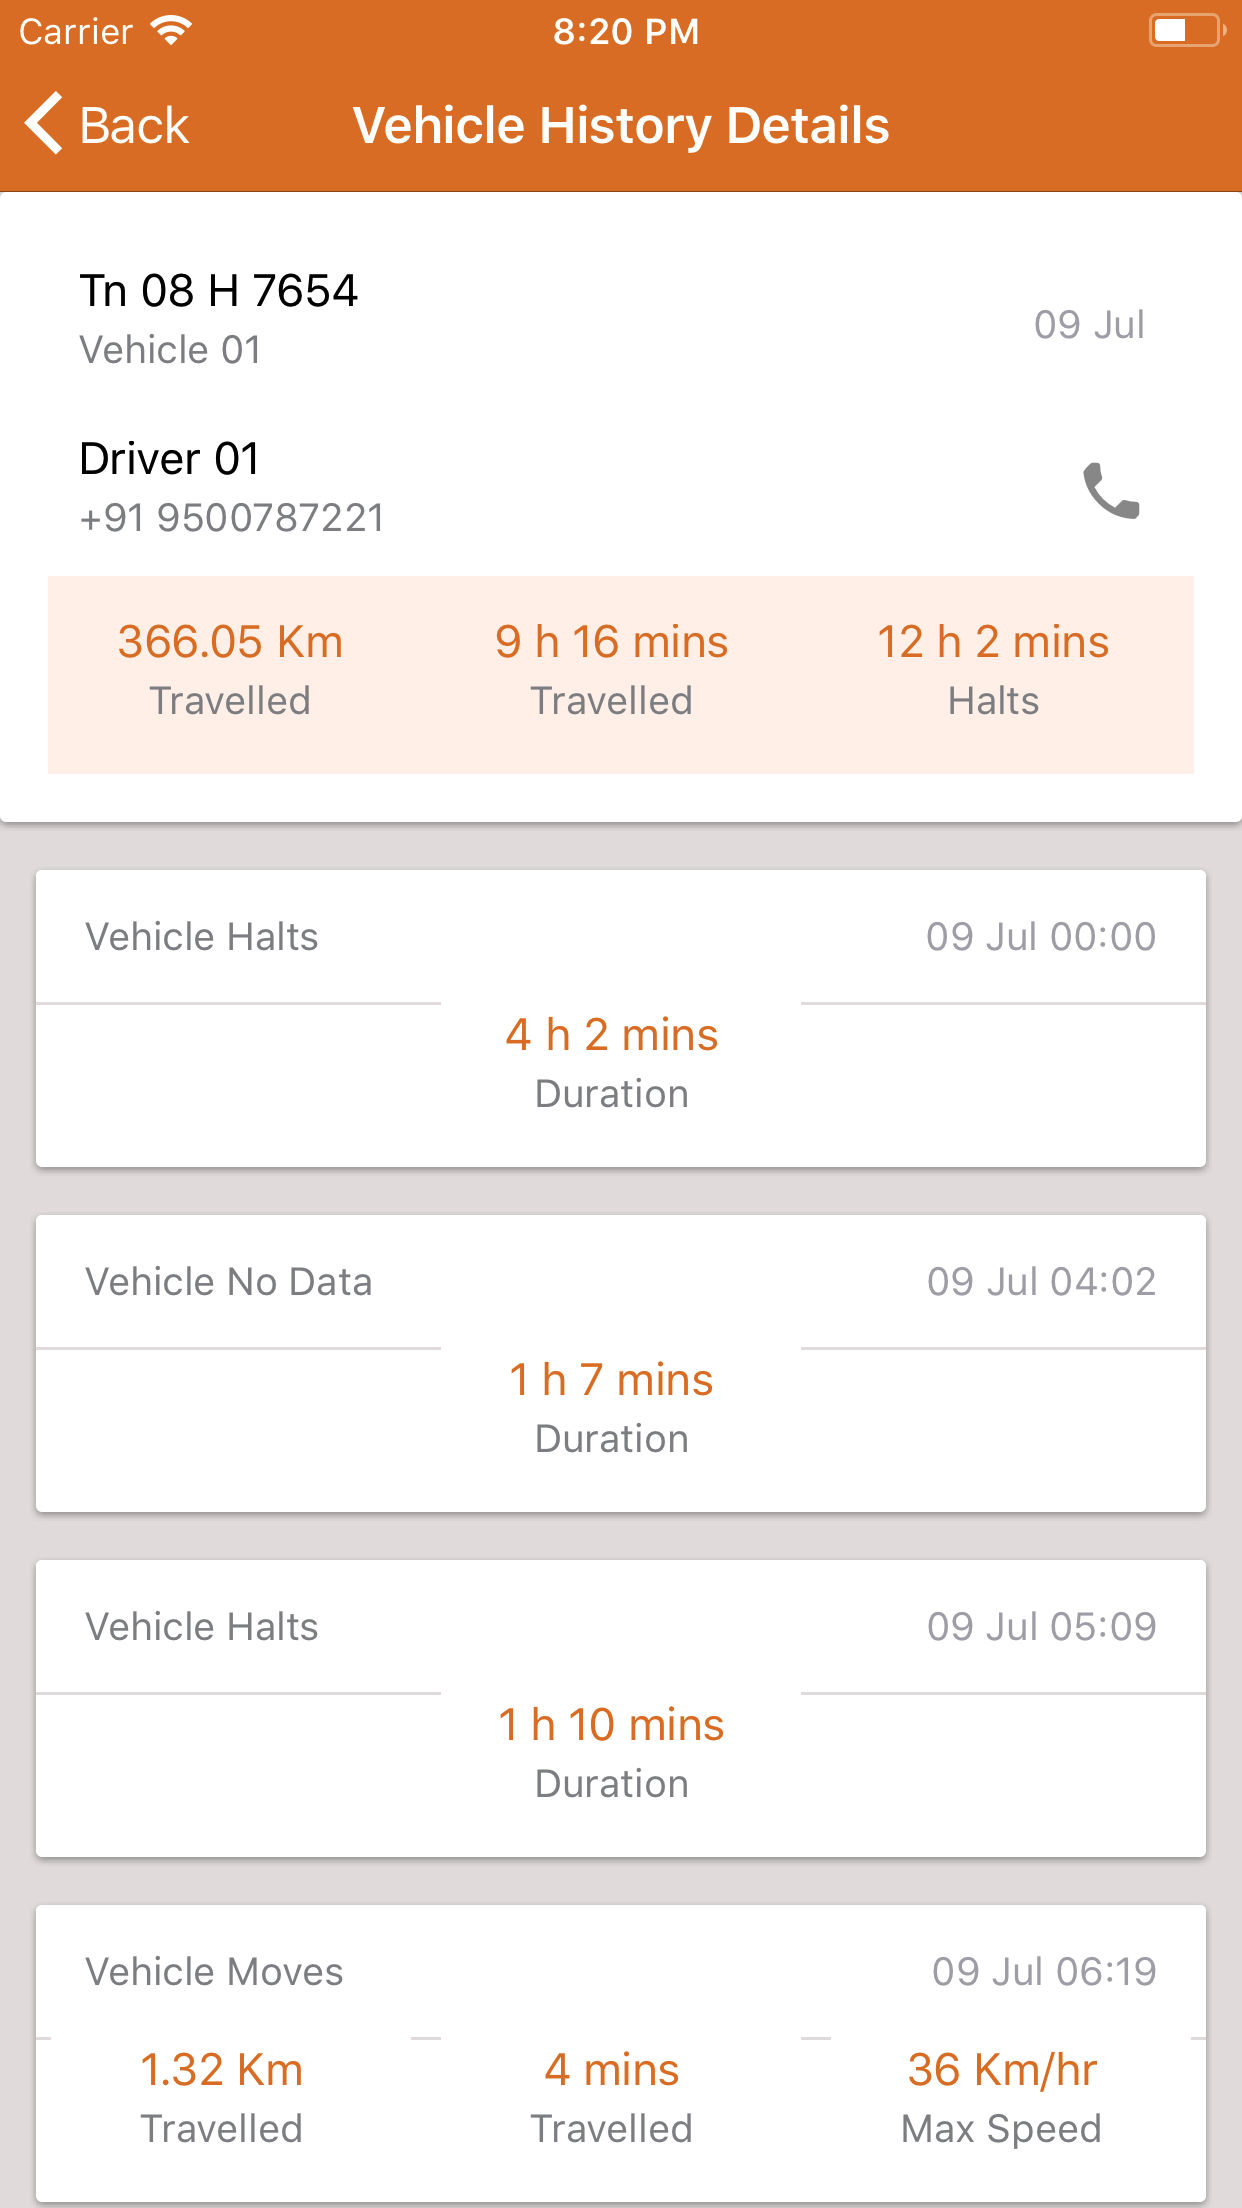 Carrier 8:20 PM
Back Vehicle History Details
Tn 08 H 7654
Vehicle 01
09 Jul
Driver 01
+91 9500787221
366.05 Km 9 h 16 mins 12 h 2 mins
Travelled Travelled Halts
Vehicle Halts 09 Jul 00:00
4 h 2 mins
Duration
Vehicle No Data 09 Jul 04:02
1 h 7 mins
Duration
Vehicle Halts 09 Jul 05:09
1 h 10 mins
Duration
Vehicle Moves 09 Jul 06:19
1.32 Km 4 mins 36 Km/hr
Travelled Travelled Max Speed